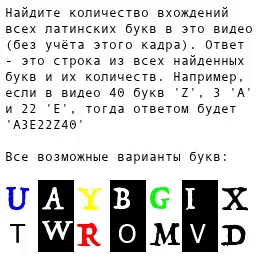 Найдите количество вхождений
всех латинских букв в это видео
(без учёта этого кадра). Ответ
- это строка из всех найденных
букв и их количеств. Например,
если в видео 40 букв 'Z', 3 'A'
и 22 'E', тогда ответом будет
'A3E22Z40'
Все возможные варианты букв:
U A Y B G I X
T W R O M V D